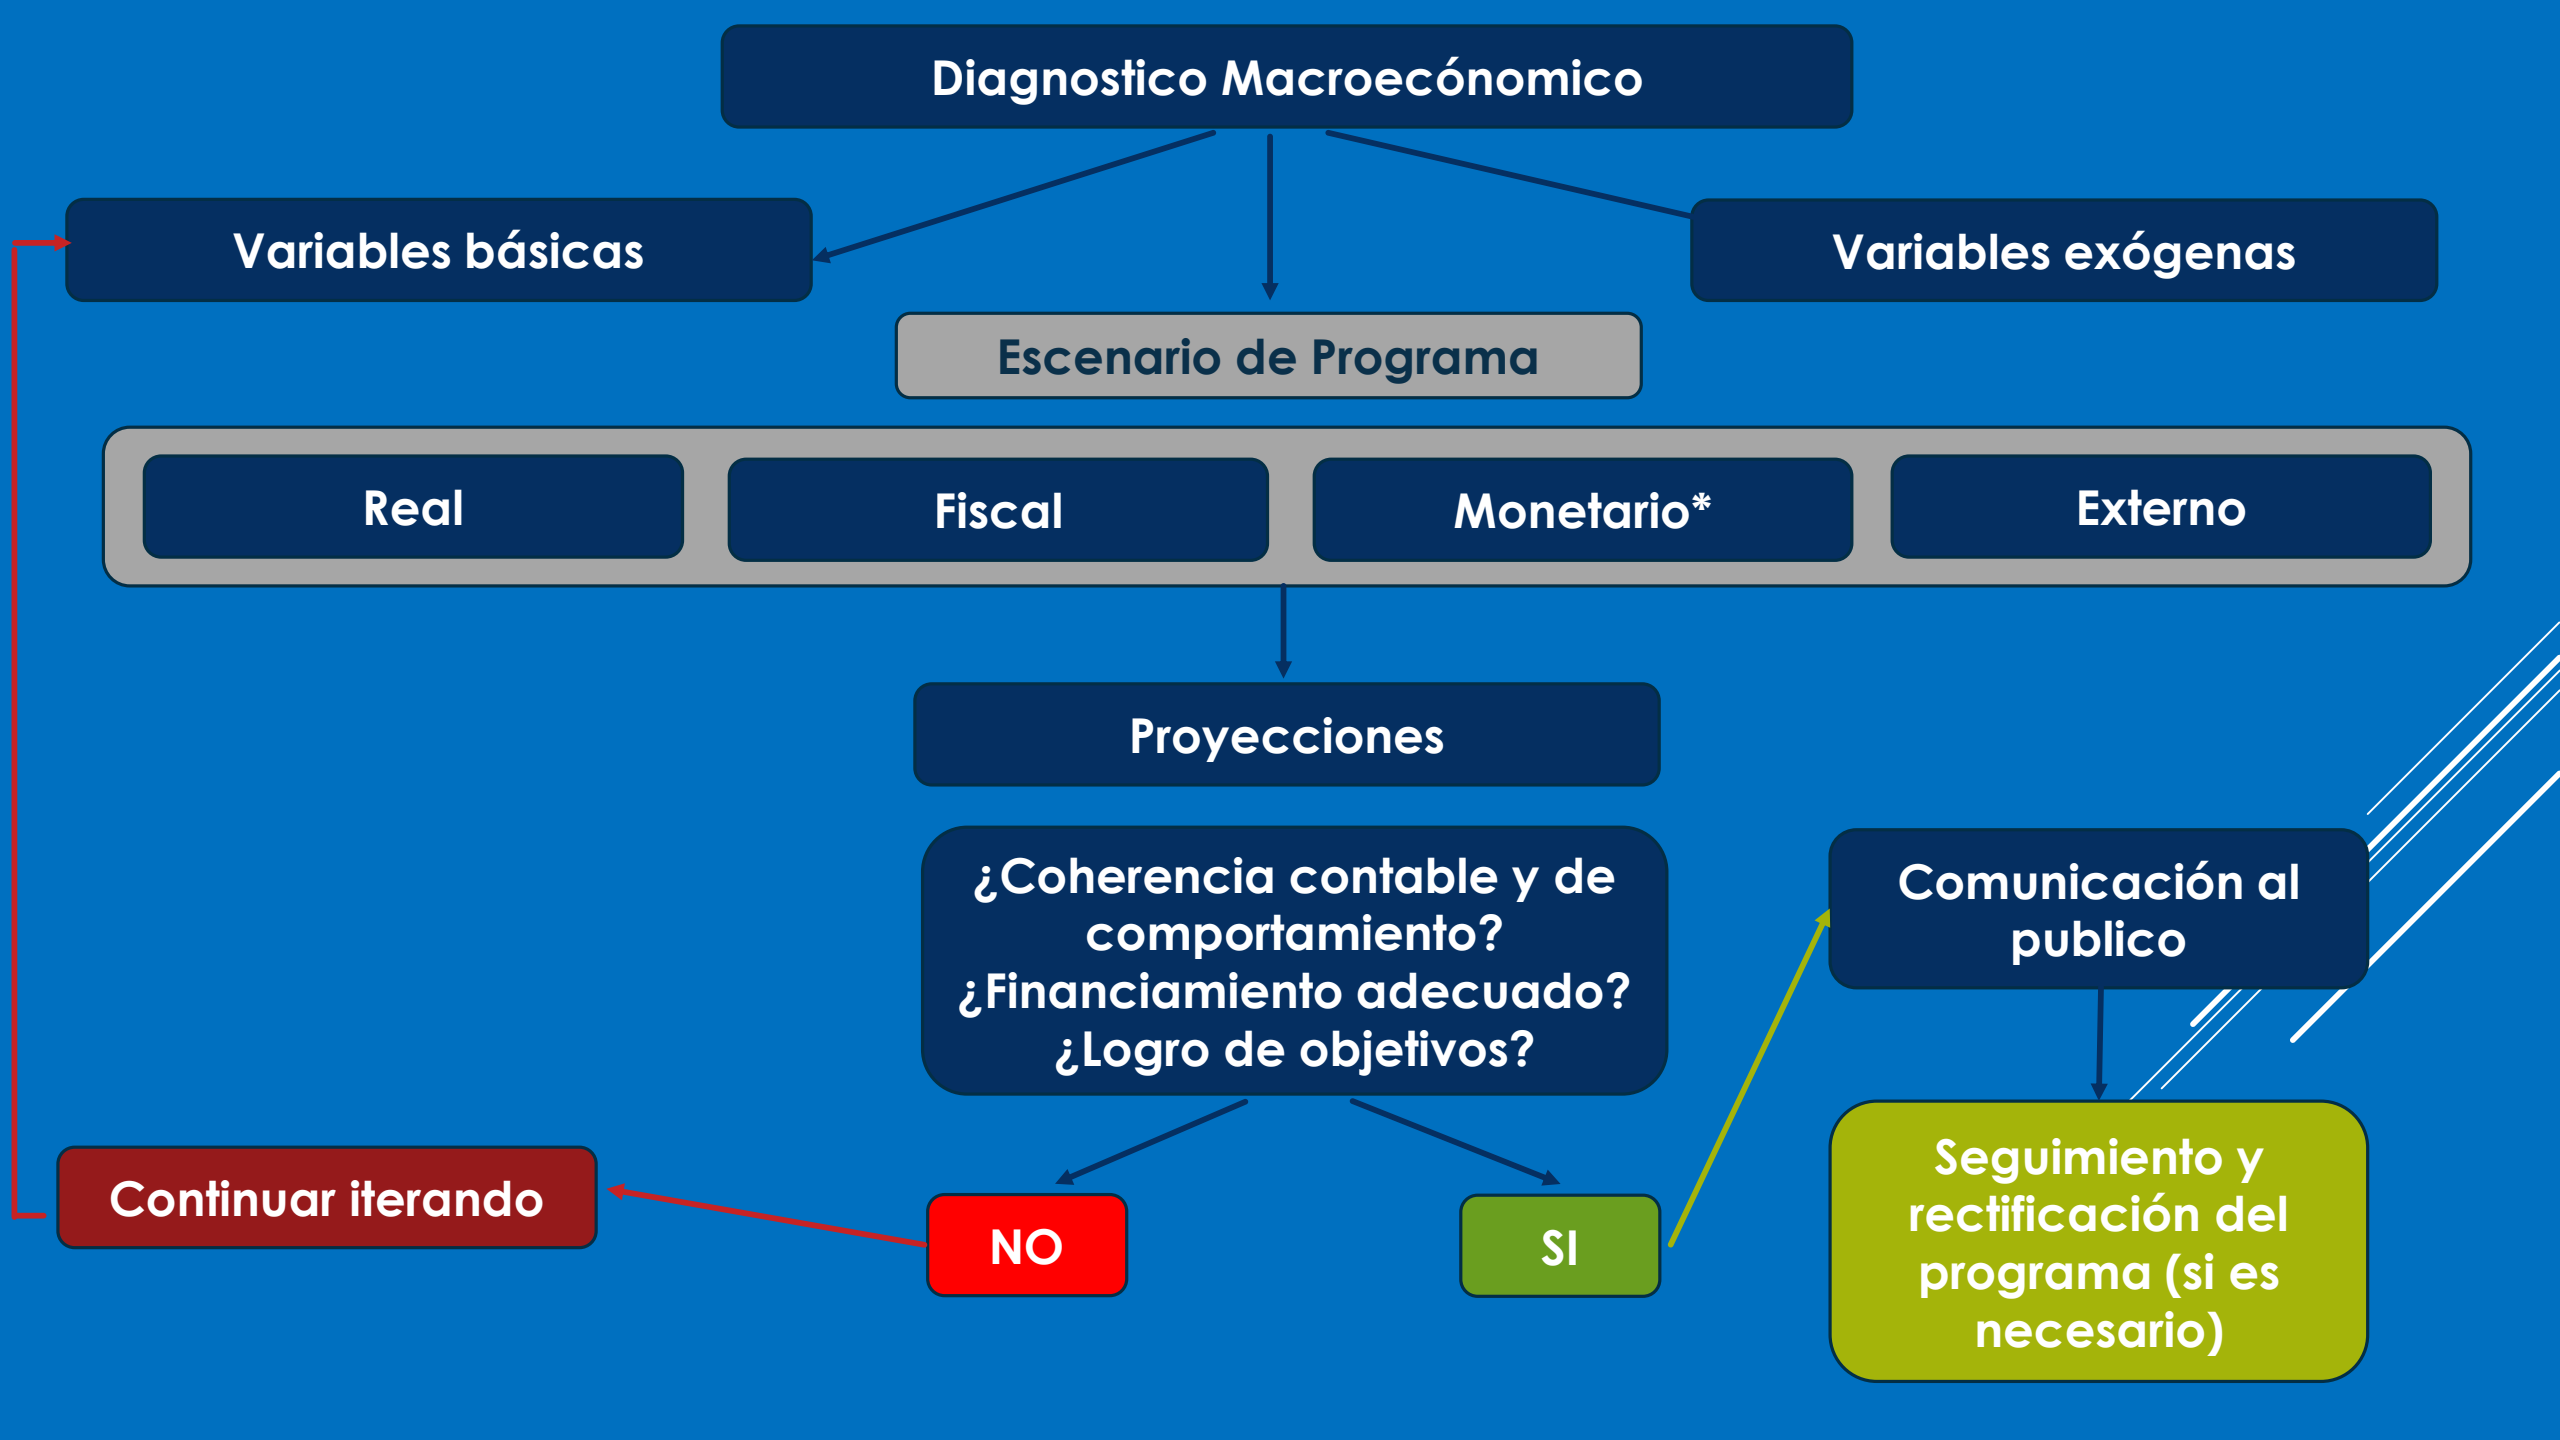 Diagnostico Macroecónomico
Variables básicas
Variables exógenas
Escenario de Programa
Real
Fiscal
Monetario*
Externo
Proyecciones
¿Coherencia contable y de
comportamiento?
¿Financiamiento adecuado?
¿Logro de objetivos?
Comunicación al
publico
Continuar iterando
NO
SI
Seguimiento y
rectificación del
programa (si es
necesario)